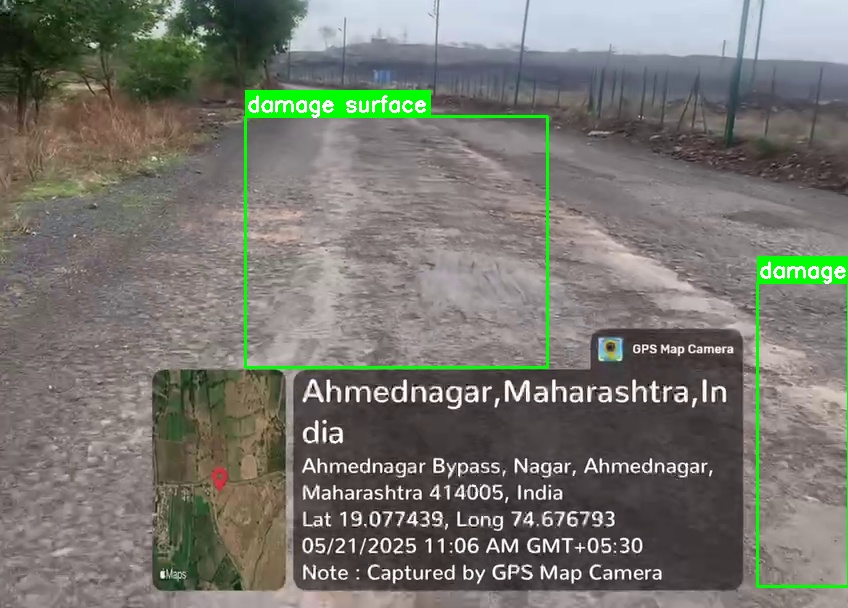 damage surface
damage
GPS Map Camera
Ahmednagar,Maharashtra,In
dia
Ahmednagar Bypass, Nagar, Ahmednagar,
Maharashtra 414005, India
Lat 19.077439, Long 74.676793
05/21/2025 11:06 AM GMT+05:30
Note : Captured by GPS Map Camera
Maps